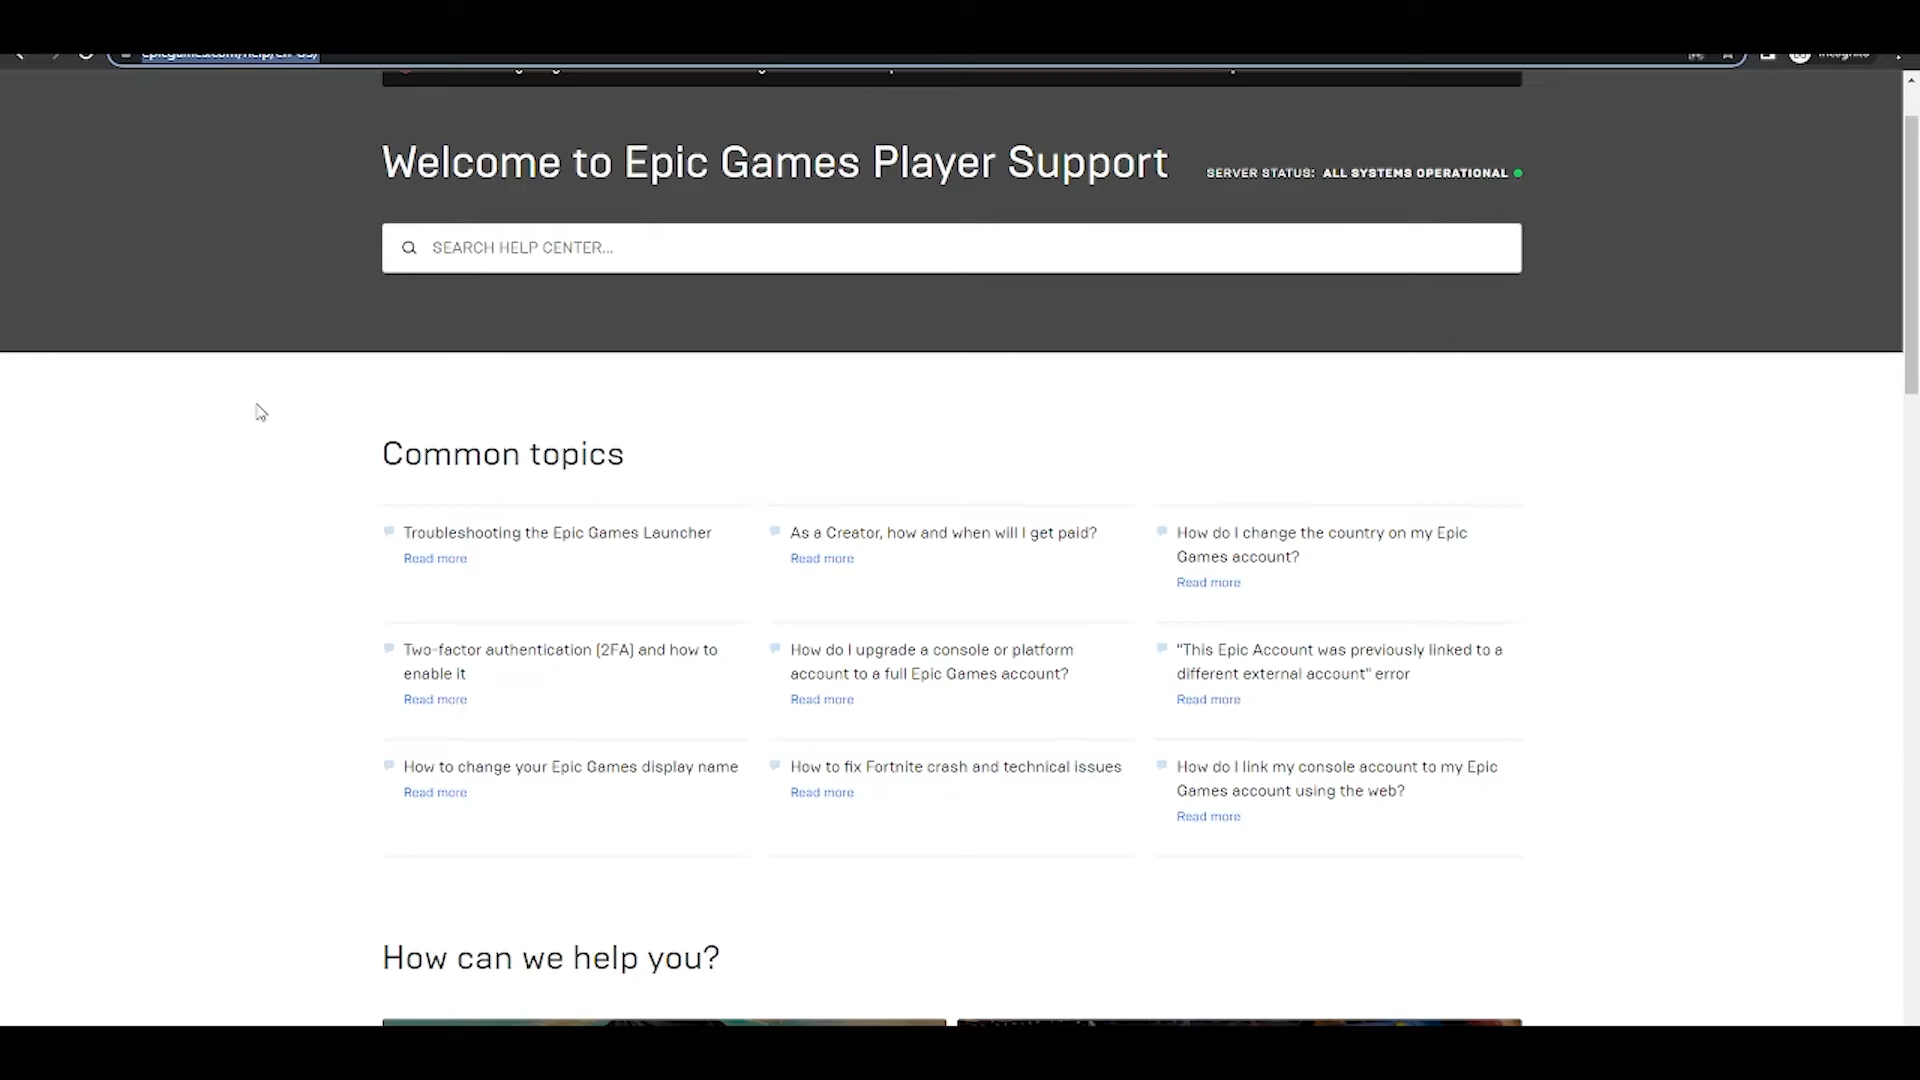 Welcome to Epic Games Player Support
SERVER STATUS: ALL SYSTEMS OPERATIONAL
SEARCH HELP CENTER...
Common topics
Troubleshooting the Epic Games Launcher
Read more
As a Creator, how and when will I get paid?
Read more
How do I change the country on my Epic
Games account?
Read more
Two-factor authentication (2FA) and how to
enable it
Read more
How do I upgrade a console or platform
account to a full Epic Games account?
Read more
"This Epic Account was previously linked to a
different external account" error
Read more
How to change your Epic Games display name
Read more
How to fix Fortnite crash and technical issues
Read more
How do I link my console account to my Epic
Games account using the web?
Read more
How can we help you?